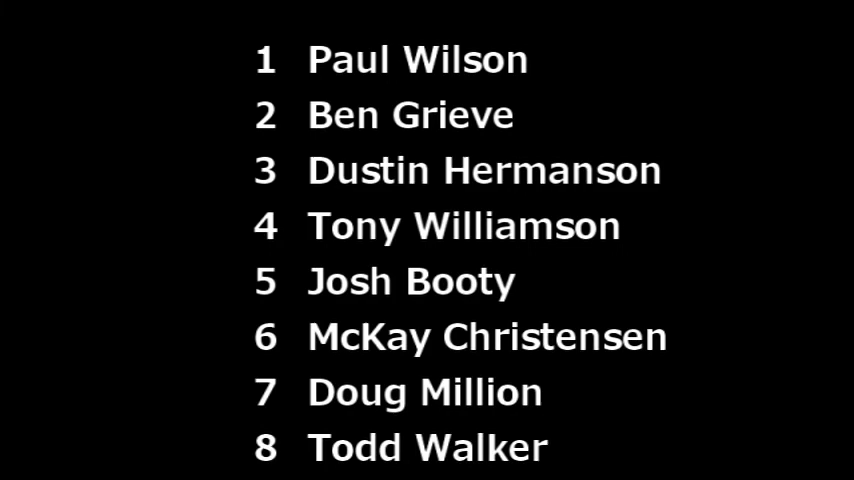 1 Paul Wilson
2 Ben Grieve
3 Dustin Hermanson
4 Tony Williamson
5 Josh Booty
6 McKay Christensen
7 Doug Million
8 Todd Walker